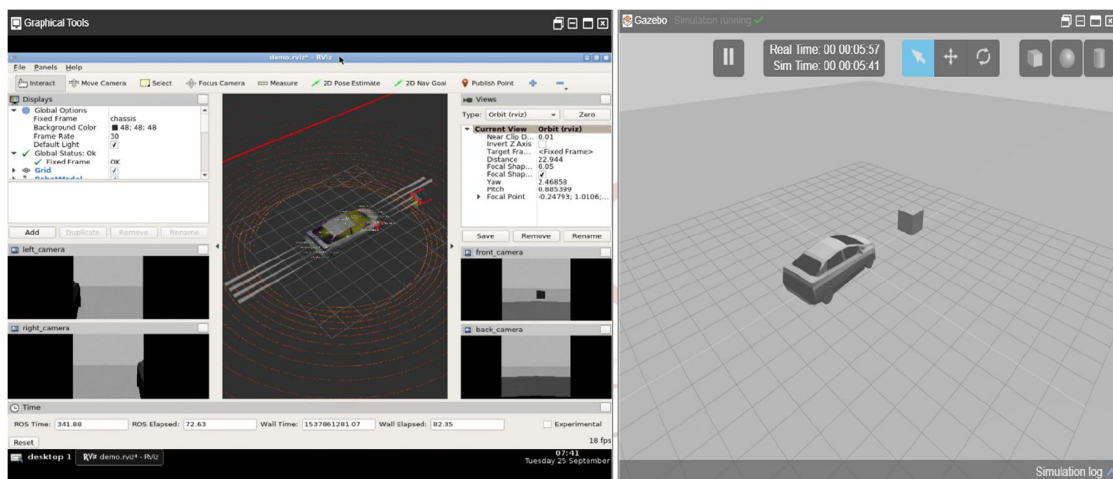 Graphical Tools
demo.rviz* - RViz
File Panels Help
Interact Move Camera Select Focus Camera Measure 2D Pose Estimate 2D Nav Goal Publish Point
Displays
Global Options
Fixed Frame chassis
Background Color 48; 48; 48
Frame Rate 30
Default Light
Global Status: Ok
Fixed Frame OK
Grid
RobotModel
Add Duplicate Remove Rename
left_camera
right_camera
Views
Type: Orbit (rviz) Zero
Current View Orbit (rviz)
Near Clip D... 0.01
Invert Z Axis
Target Fra... <Fixed Frame>
Distance 22.944
Focal Shap... 0.05
Focal Shap...
Yaw 2.46858
Pitch 0.885399
Focal Point -0.24793; 1.0106;...
Save Remove Rename
front_camera
back_camera
Time
ROS Time: 341.88 ROS Elapsed: 72.63 Wall Time: 1537861281.07 Wall Elapsed: 82.35 Experimental
Reset 18 fps
desktop 1 RViz demo.rviz* - RViz
07:41
Tuesday 25 September
Gazebo Simulation running
Real Time: 00 00:05:57
Sim Time: 00 00:05:41
Simulation log